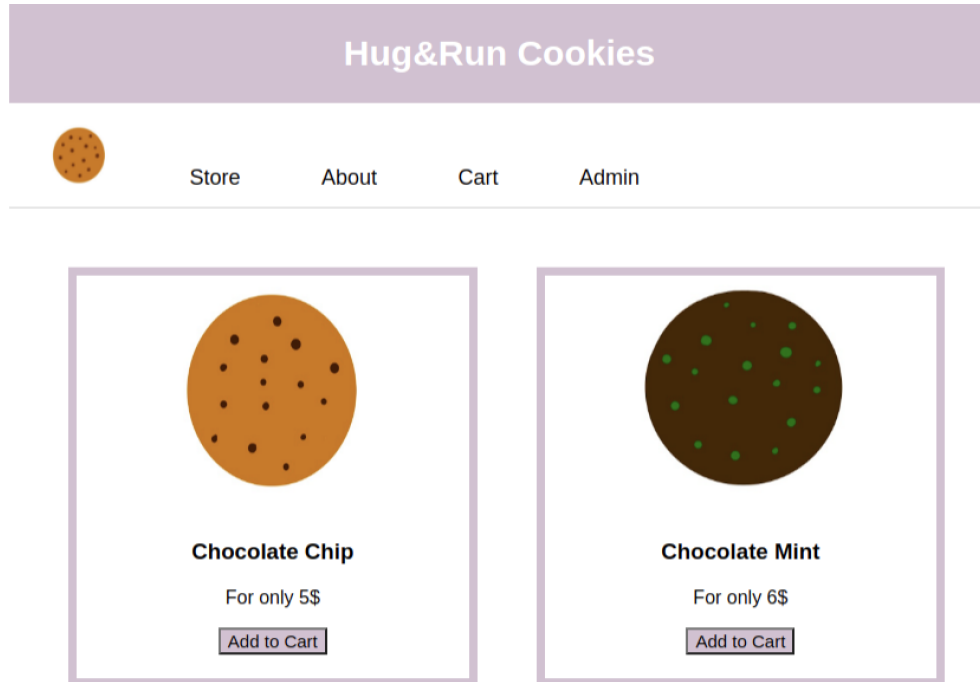 Hug&Run Cookies
Store About Cart Admin
Chocolate Chip
For only 5$
Add to Cart
Chocolate Mint
For only 6$
Add to Cart